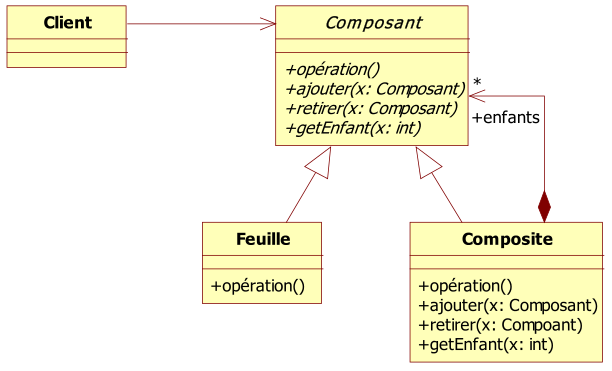 Client
Composant
+opération()
+ajouter(x: Composant)
+retirer(x: Composant)
+getEnfant(x: int)
*
+enfants
Feuille
+opération()
Composite
+opération()
+ajouter(x: Composant)
+retirer(x: Compoant)
+getEnfant(x: int)